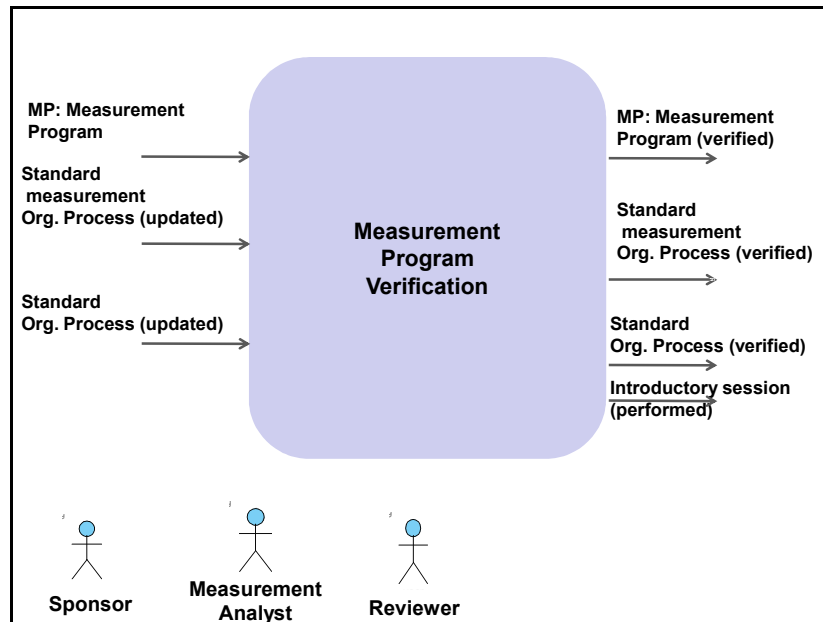 MP: Measurement
Program
Standard
measurement
Org. Process (updated)
Standard
Org. Process (updated)
Measurement
Program
Verification
MP: Measurement
Program (verified)
Standard
measurement
Org. Process (verified)
Standard
Org. Process (verified)
Introductory session
(performed)
Sponsor
Measurement
Analyst
Reviewer